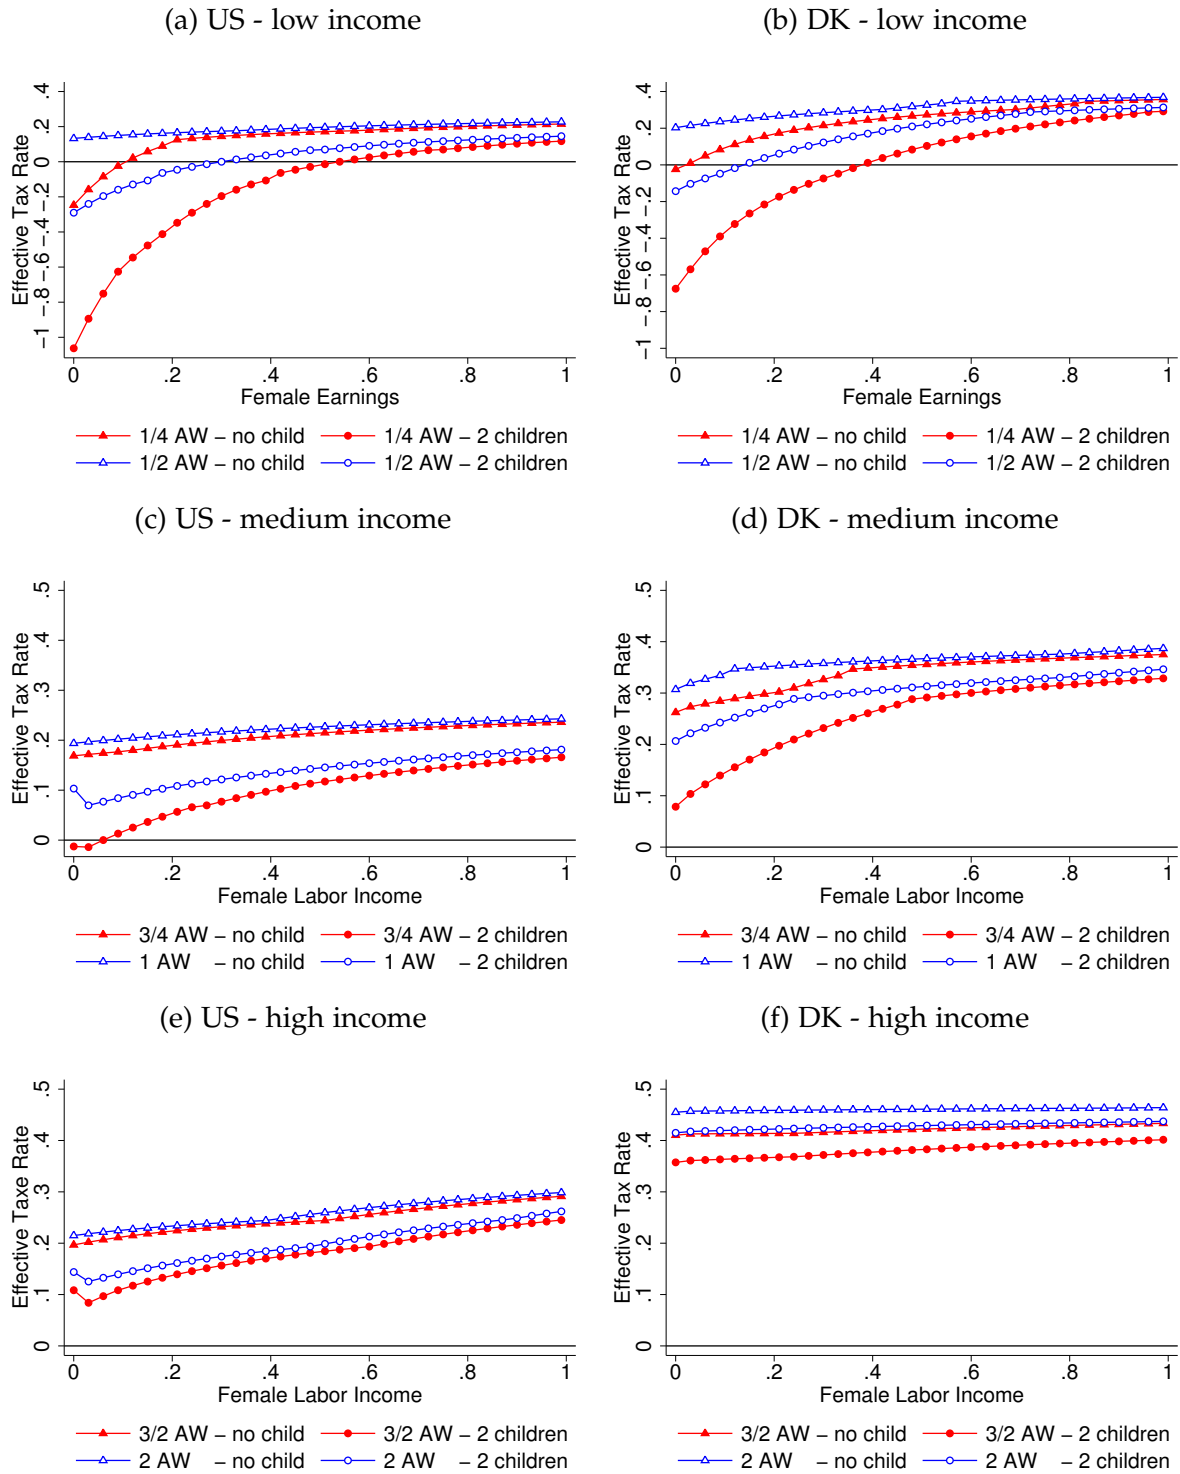 (a) US - low income
(b) DK - low income
Effective Tax Rate
-1 -.8 -.6 -.4 -.2 0 .2 .4
0 .2 .4 .6 .8 1
Female Earnings
1/4 AW – no child 1/4 AW – 2 children
1/2 AW – no child 1/2 AW – 2 children
Effective Tax Rate
-1 -.8 -.6 -.4 -.2 0 .2 .4
0 .2 .4 .6 .8 1
Female Earnings
1/4 AW – no child 1/4 AW – 2 children
1/2 AW – no child 1/2 AW – 2 children
(c) US - medium income
(d) DK - medium income
Effective Tax Rate
0 .1 .2 .3 .4 .5
0 .2 .4 .6 .8 1
Female Labor Income
3/4 AW – no child 3/4 AW – 2 children
1 AW – no child 1 AW – 2 children
Effective Tax Rate
0 .1 .2 .3 .4 .5
0 .2 .4 .6 .8 1
Female Labor Income
3/4 AW – no child 3/4 AW – 2 children
1 AW – no child 1 AW – 2 children
(e) US - high income
(f) DK - high income
Effective Taxe Rate
0 .1 .2 .3 .4 .5
0 .2 .4 .6 .8 1
Female Labor Income
3/2 AW – no child 3/2 AW – 2 children
2 AW – no child 2 AW – 2 children
Effective Tax Rate
0 .1 .2 .3 .4 .5
0 .2 .4 .6 .8 1
Female Labor Income
3/2 AW – no child 3/2 AW – 2 children
2 AW – no child 2 AW – 2 children